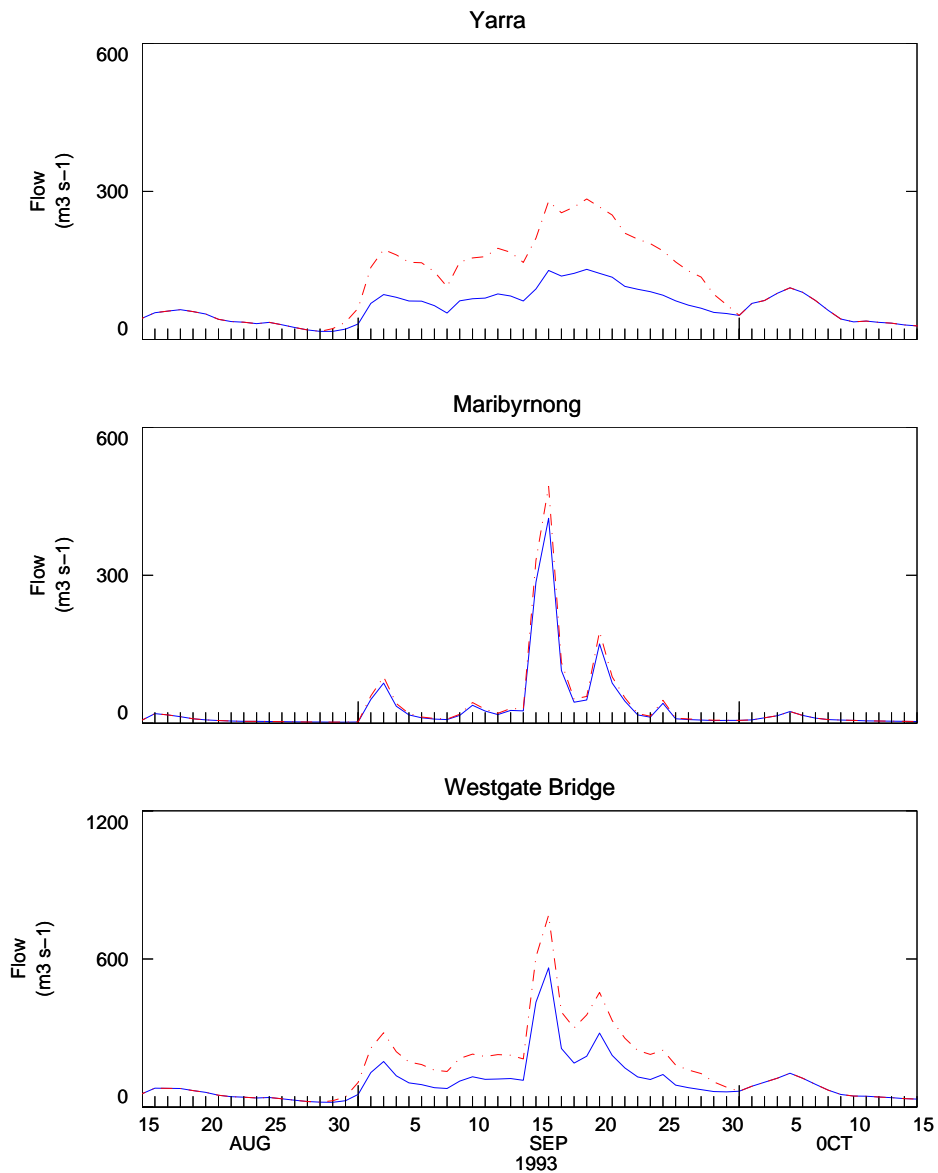 Yarra
600
300
0
Flow
(m3 s−1)
Maribyrnong
600
300
0
Flow
(m3 s−1)
Westgate Bridge
1200
600
0
Flow
(m3 s−1)
15 20 25 30 5 10 15 20 25 30 5 10 15
AUG SEP 0CT
1993